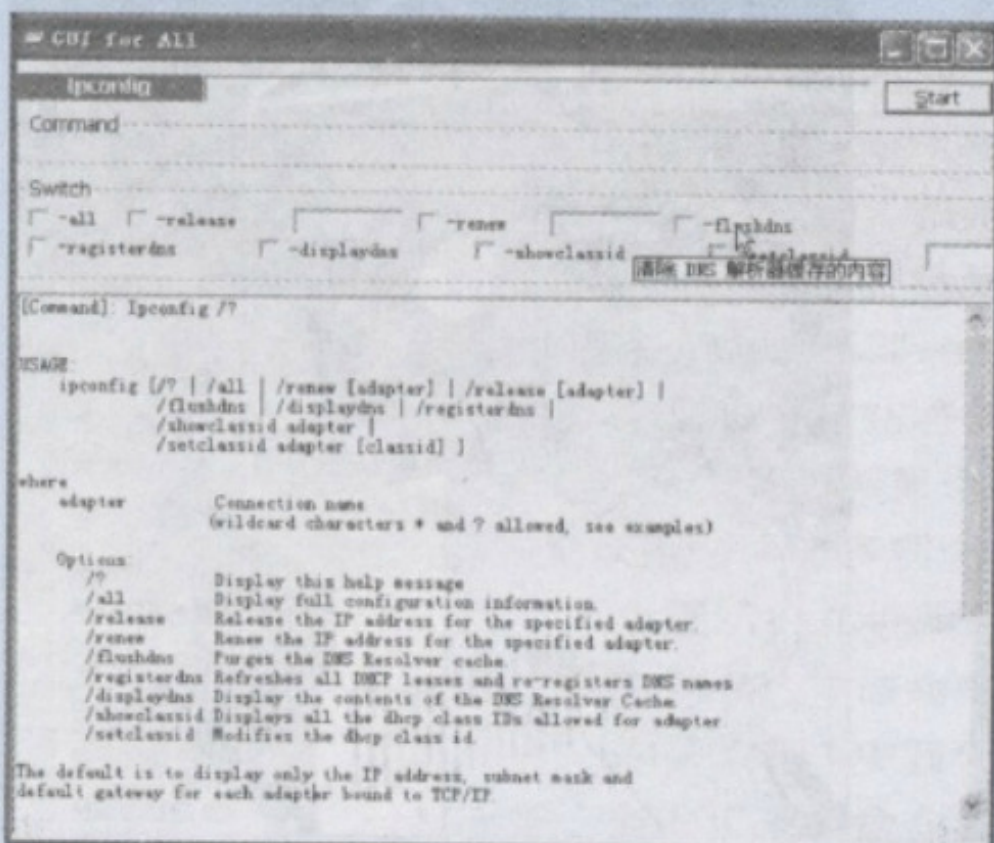 GUI for All
Ipconfig
Start
Command
Switch
-all -release -renew -flushdns
-registerdns -displaydns -showclassid -setclassid
清除 DNS 解析器缓存的内容
[Command]: Ipconfig /?
USAGE:
ipconfig [/? | /all | /renew [adapter] | /release [adapter] |
/flushdns | /displaydns | /registerdns |
/showclassid adapter |
/setclassid adapter [classid] ]
where
adapter Connection name
(wildcard characters * and ? allowed, see examples)
Options:
/? Display this help message
/all Display full configuration information.
/release Release the IP address for the specified adapter.
/renew Renew the IP address for the specified adapter.
/flushdns Purges the DNS Resolver cache.
/registerdns Refreshes all DHCP leases and re-registers DNS names
/displaydns Display the contents of the DNS Resolver Cache.
/showclassid Displays all the dhcp class IDs allowed for adapter.
/setclassid Modifies the dhcp class id.
The default is to display only the IP address, subnet mask and
default gateway for each adapter bound to TCP/IP.